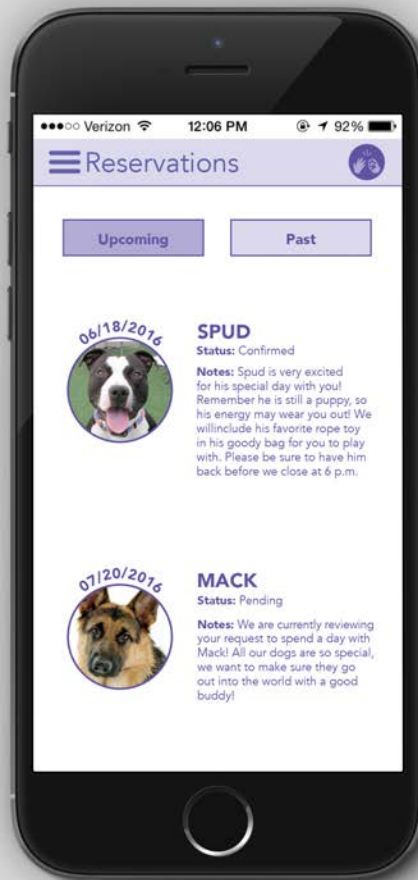 Verizon 12:06 PM 92%
Reservations
Upcoming Past
06/18/2016
SPUD
Status: Confirmed
Notes: Spud is very excited
for his special day with you!
Remember he is still a puppy, so
his energy may wear you out! We
willinclude his favorite rope toy
in his goody bag for you to play
with. Please be sure to have him
back before we close at 6 p.m.
07/20/2016
MACK
Status: Pending
Notes: We are currently reviewing
your request to spend a day with
Mack! All our dogs are so special,
we want to make sure they go
out into the world with a good
buddy!